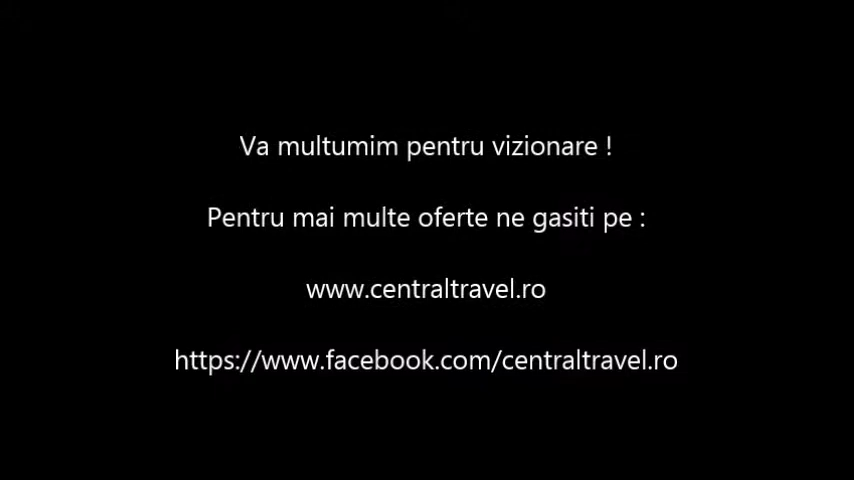 Va multumim pentru vizionare !
Pentru mai multe oferte ne gasiti pe :
www.centraltravel.ro
https://www.facebook.com/centraltravel.ro